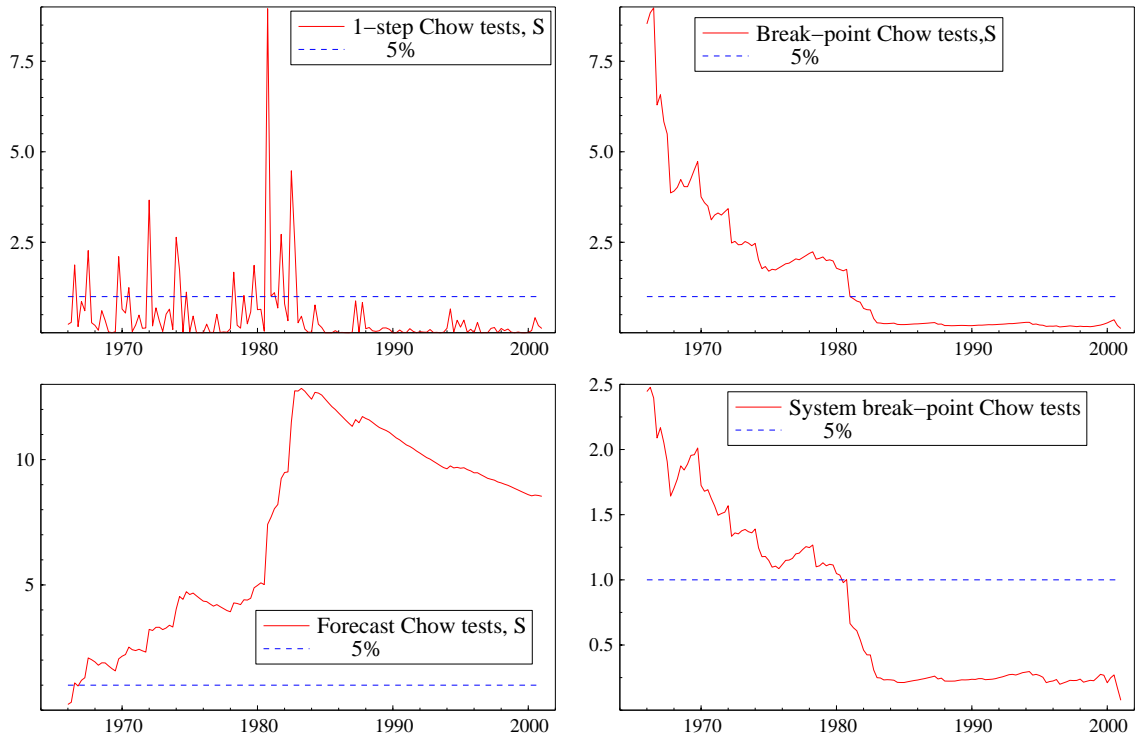 1−step Chow tests, S
5%
7.5
5.0
2.5
1970 1980 1990 2000
Break−point Chow tests,S
5%
7.5
5.0
2.5
1970 1980 1990 2000
Forecast Chow tests, S
5%
10
5
1970 1980 1990 2000
System break−point Chow tests
5%
2.5
2.0
1.5
1.0
0.5
1970 1980 1990 2000